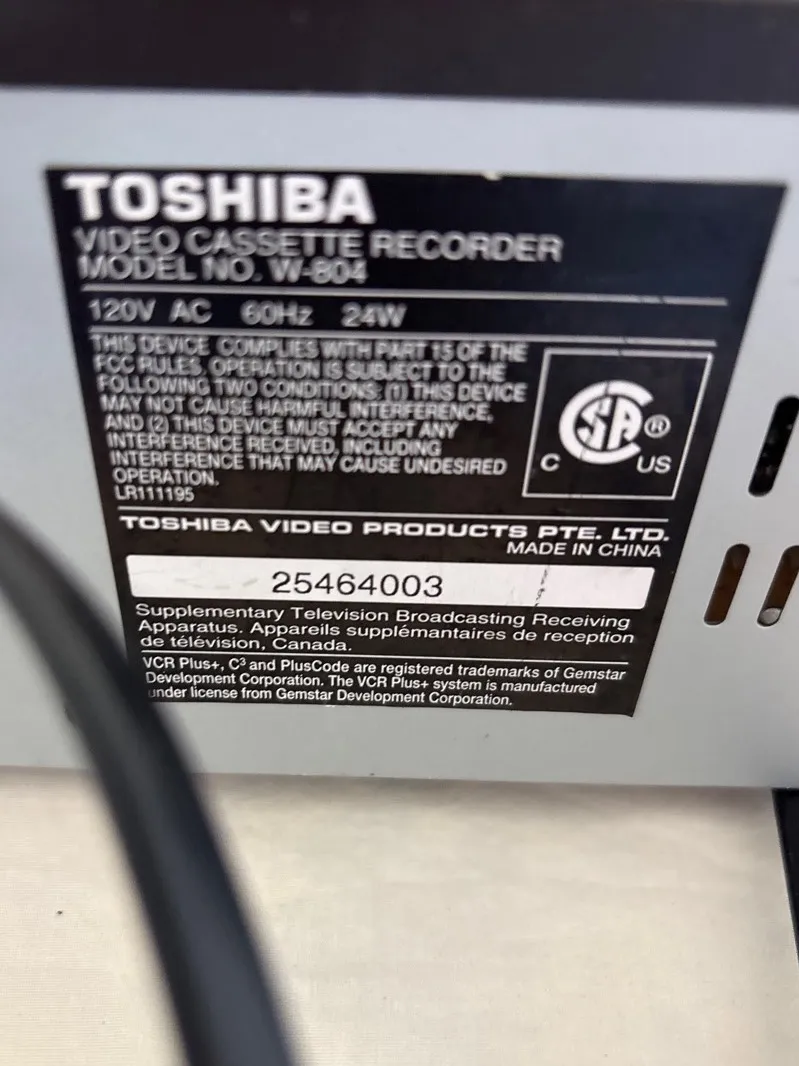 TOSHIBA
VIDEO CASSETTE RECORDER
MODEL NO. W-804
120V AC 60Hz 24W
THIS DEVICE COMPLIES WITH PART 15 OF THE
FCC RULES, OPERATION IS SUBJECT TO THE
FOLLOWING TWO CONDITIONS: (1) THIS DEVICE
MAY NOT CAUSE HARMFUL INTERFERENCE,
AND (2) THIS DEVICE MUST ACCEPT ANY
INTERFERENCE RECEIVED, INCLUDING
INTERFERENCE THAT MAY CAUSE UNDESIRED
OPERATION.
LR111195
SA ®
C US
TOSHIBA VIDEO PRODUCTS PTE. LTD.
MADE IN CHINA
25464003
Supplementary Television Broadcasting Receiving
Apparatus. Appareils supplémantaires de reception
de télévision, Canada.
VCR Plus+, C³ and PlusCode are registered trademarks of Gemstar
Development Corporation. The VCR Plus+ system is manufactured
under license from Gemstar Development Corporation.